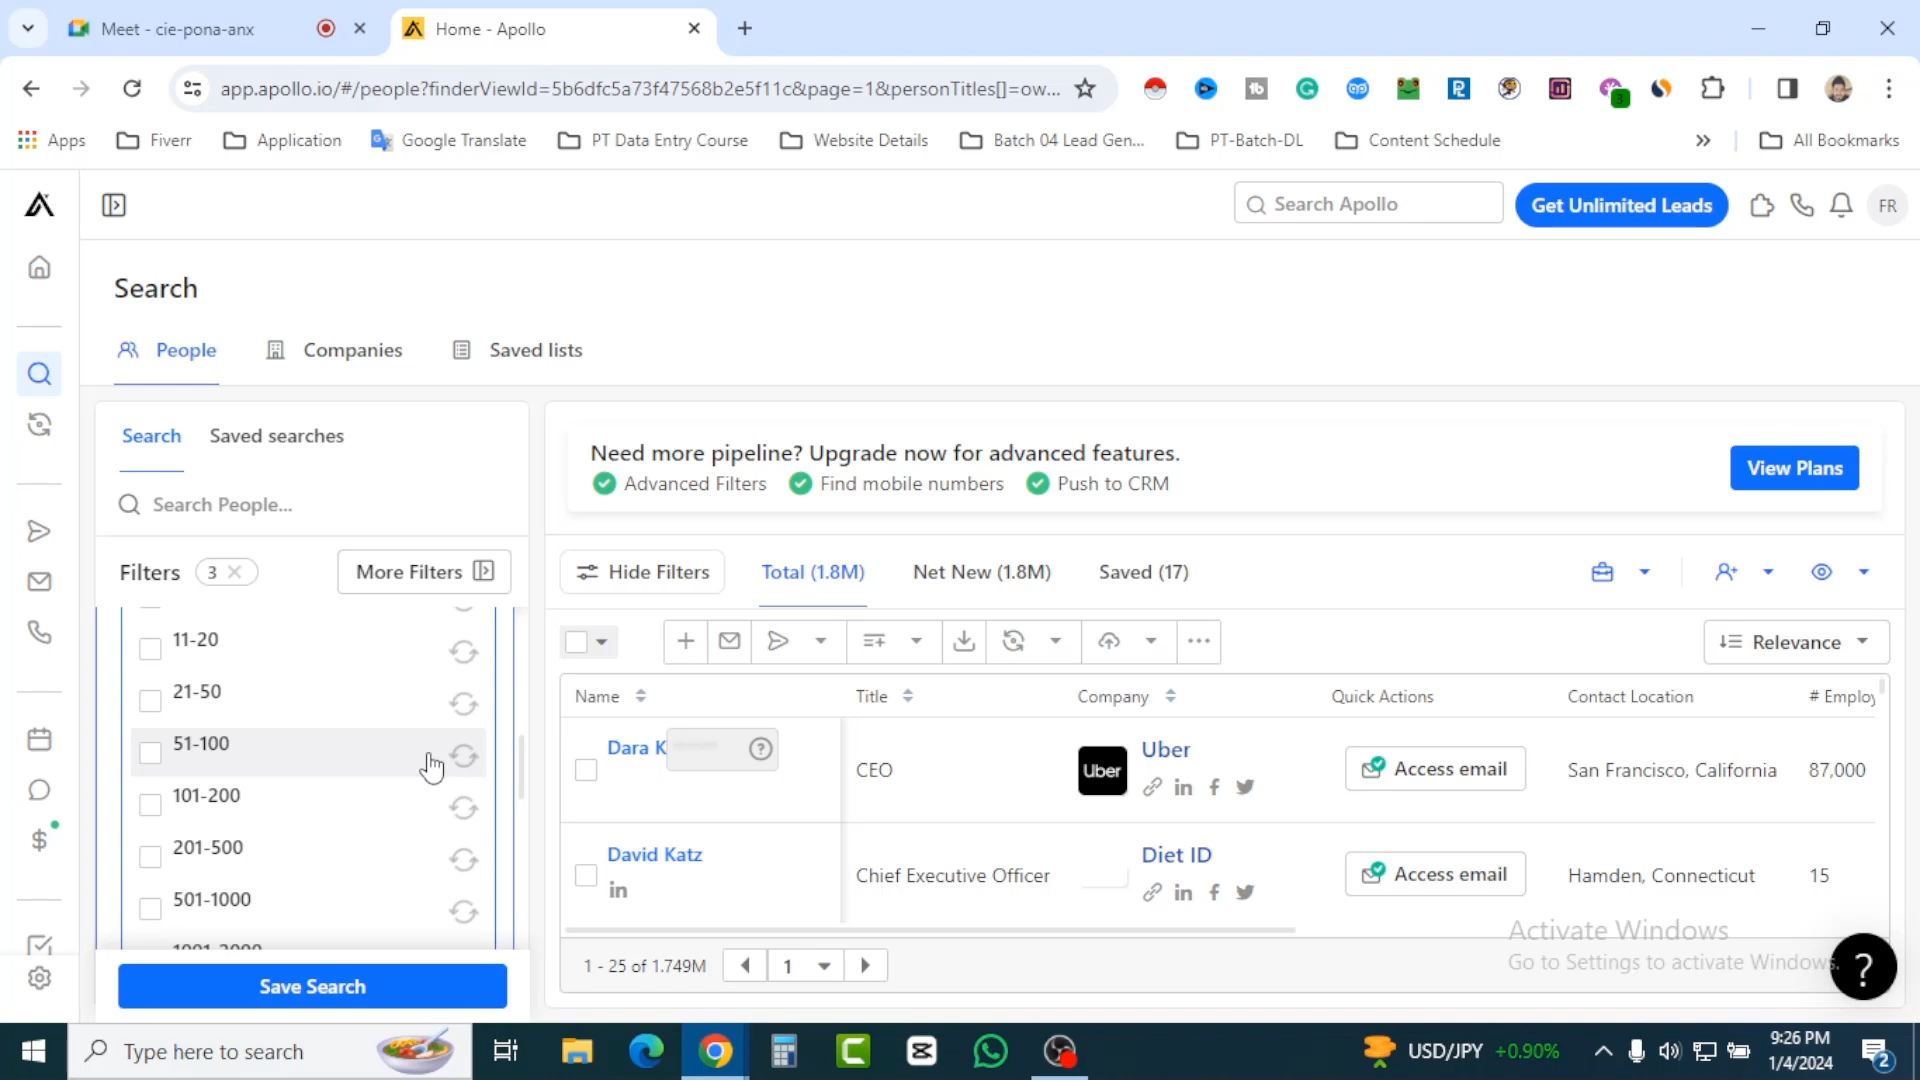 Meet - cie-pona-anx
Home - Apollo
app.apollo.io/#/people?finderViewId=5b6dfc5a73f47568b2e5f11c&page=1&personTitles[]=ow...
Apps
Fiverr
Application
Google Translate
PT Data Entry Course
Website Details
Batch 04 Lead Gen...
PT-Batch-DL
Content Schedule
All Bookmarks
Search Apollo
Get Unlimited Leads
FR
Search
People
Companies
Saved lists
Search
Saved searches
Search People...
Filters
3
More Filters
11-20
21-50
51-100
101-200
201-500
501-1000
Save Search
Need more pipeline? Upgrade now for advanced features.
Advanced Filters
Find mobile numbers
Push to CRM
View Plans
Hide Filters
Total (1.8M)
Net New (1.8M)
Saved (17)
Relevance
Name
Title
Company
Quick Actions
Contact Location
# Employ
Dara K
CEO
Uber
Uber
Access email
San Francisco, California
87,000
David Katz
Chief Executive Officer
Diet ID
Access email
Hamden, Connecticut
15
1 - 25 of 1.749M
1
Activate Windows
Go to Settings to activate Windows.
?
Type here to search
USD/JPY +0.90%
9:26 PM
1/4/2024
2